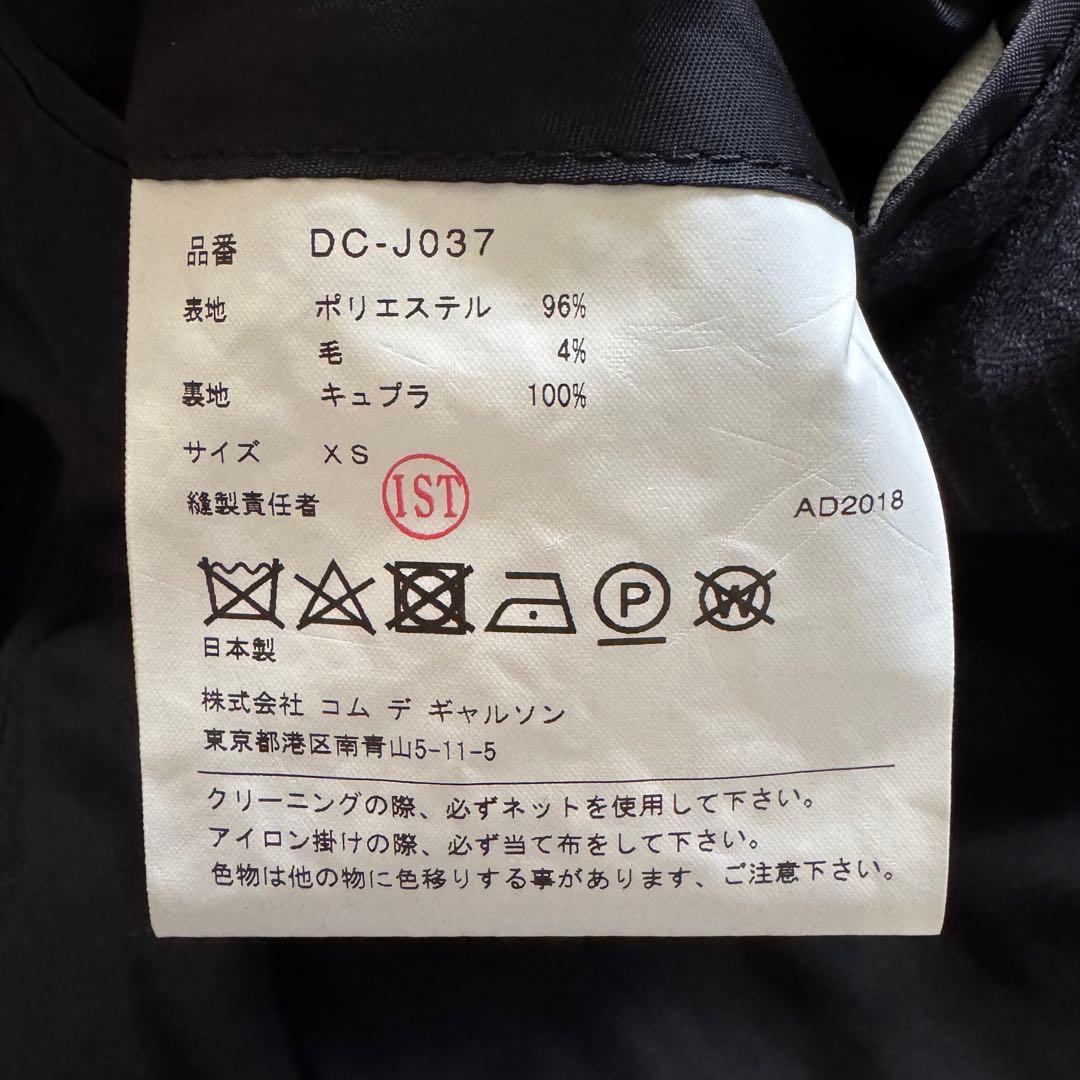 品番 DC-J037
表地 ポリエステル 96%
毛 4%
裏地 キュプラ 100%
サイズ XS
縫製責任者 IST AD2018
P W
日本製
株式会社 コム デ ギャルソン
東京都港区南青山5-11-5
クリーニングの際、必ずネットを使用して下さい。
アイロン掛けの際、必ず当て布をして下さい。
色物は他の物に色移りする事があります、ご注意下さい。